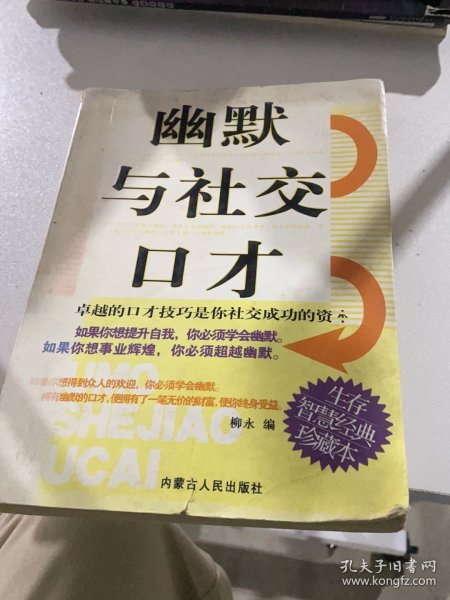 幽默
与社交
口才
卓越的口才技巧是你社交成功的资
如果你想提升自我，你必须学会幽默。
如果你想事业辉煌，你必须超越幽默。
如果你想得到众人的欢迎，你必须学会幽默。
拥有幽默的口才，便拥有了一笔无价的财富，使你终身受益。
柳永 编
SHEJIAO
UCAI
生存
智慧经典
珍藏本
内蒙古人民出版社
孔夫子旧书网
www.kongfz.com